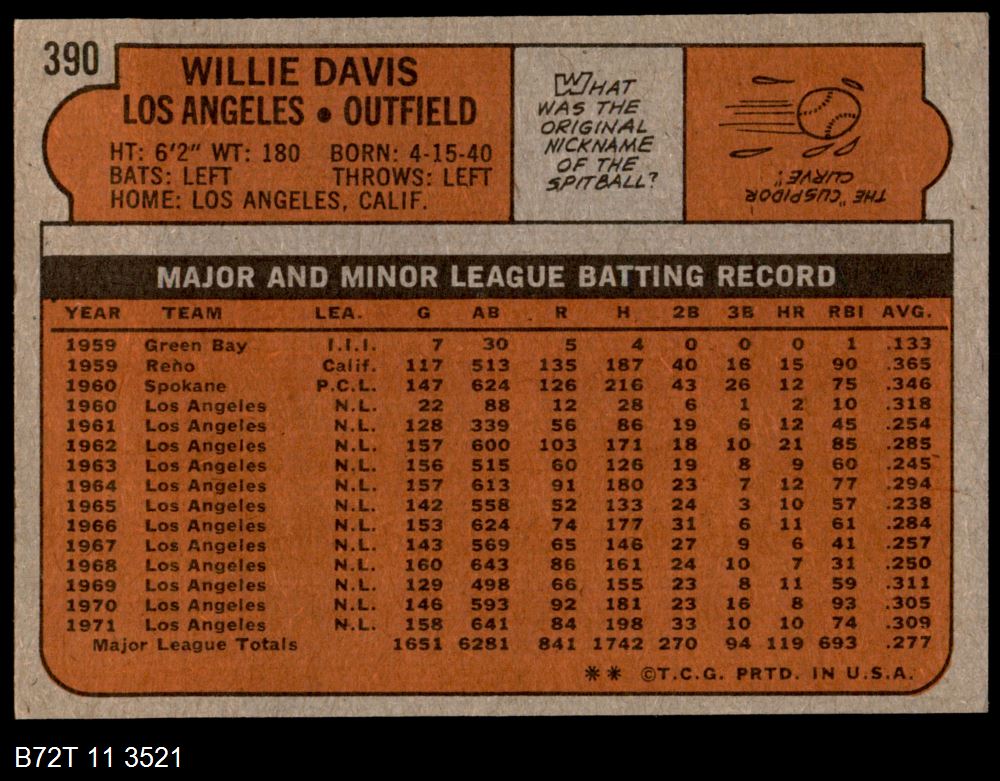 390
WILLIE DAVIS
LOS ANGELES • OUTFIELD
HT: 6'2" WT: 180 BORN: 4-15-40
BATS: LEFT THROWS: LEFT
HOME: LOS ANGELES, CALIF.
WHAT
WAS THE
ORIGINAL
NICKNAME
OF THE
SPITBALL?
THE "CUSPIDOR
CURVE".
MAJOR AND MINOR LEAGUE BATTING RECORD
YEAR TEAM LEA. G AB R H 2B 3B HR RBI AVG.
1959 Green Bay I.I.I. 7 30 5 4 0 0 0 1 .133
1959 Reno Calif. 117 513 135 187 40 16 15 90 .365
1960 Spokane P.C.L. 147 624 126 216 43 26 12 75 .346
1960 Los Angeles N.L. 22 88 12 28 6 1 2 10 .318
1961 Los Angeles N.L. 128 339 56 86 19 6 12 45 .254
1962 Los Angeles N.L. 157 600 103 171 18 10 21 85 .285
1963 Los Angeles N.L. 156 515 60 126 19 8 9 60 .245
1964 Los Angeles N.L. 157 613 91 180 23 7 12 77 .294
1965 Los Angeles N.L. 142 558 52 133 24 3 10 57 .238
1966 Los Angeles N.L. 153 624 74 177 31 6 11 61 .284
1967 Los Angeles N.L. 143 569 65 146 27 9 6 41 .257
1968 Los Angeles N.L. 160 643 86 161 24 10 7 31 .250
1969 Los Angeles N.L. 129 498 66 155 23 8 11 59 .311
1970 Los Angeles N.L. 146 593 92 181 23 16 8 93 .305
1971 Los Angeles N.L. 158 641 84 198 33 10 10 74 .309
Major League Totals 1651 6281 841 1742 270 94 119 693 .277
** ©T.C.G. PRTD. IN U.S.A.
B72T 11 3521